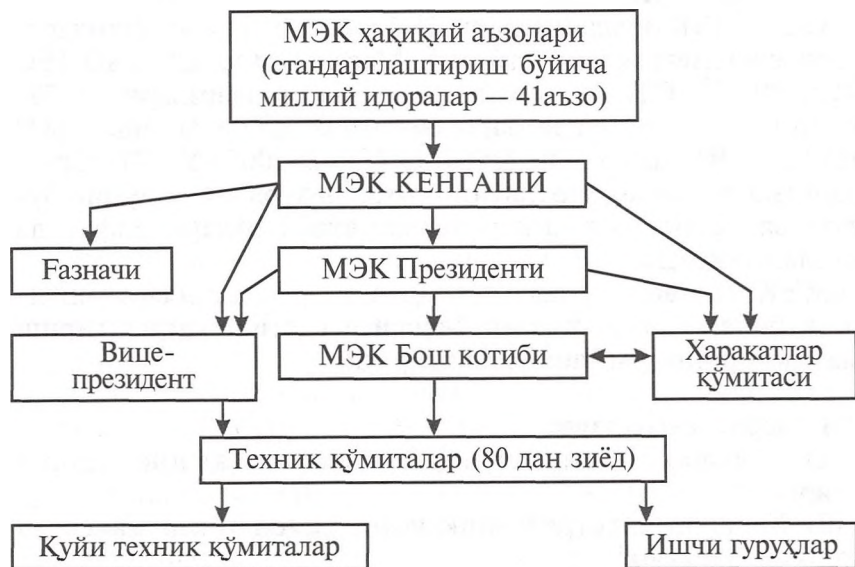 МЭК ҳақиқий аъзолари
(стандартлаштириш бўйича
миллий идоралар — 41аъзо)
МЭК КЕНГАШИ
Ғазначи
МЭК Президенти
Вице-
президент
МЭК Бош котиби
Харакатлар
қўмитаси
Техник қўмиталар (80 дан зиёд)
Қуйи техник қўмиталар
Ишчи гуруҳлар